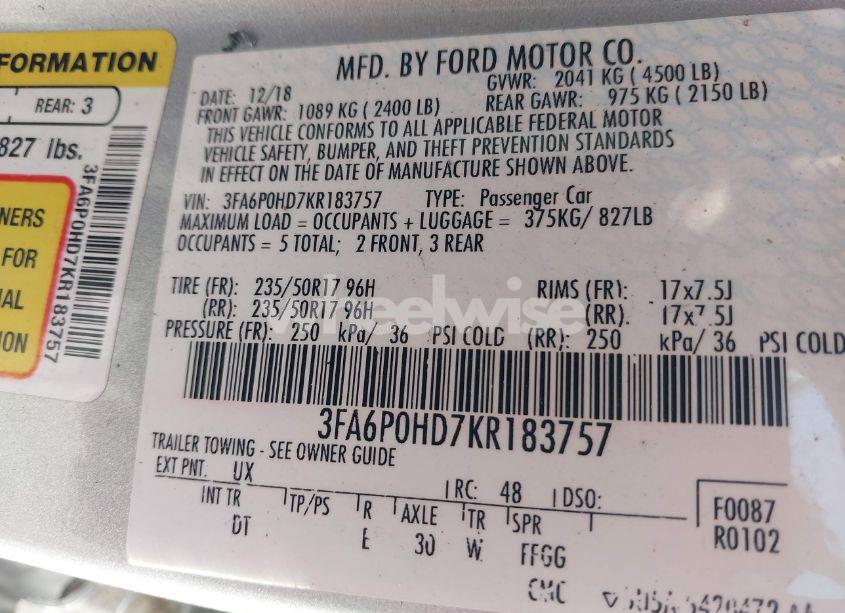 FORMATION
REAR: 3
827 lbs.
3FA6P0HD7KR183757
NERS
FOR
ION
MFD. BY FORD MOTOR CO.
DATE: 12/18
GVWR: 2041 KG ( 4500 LB)
FRONT GAWR: 1089 KG ( 2400 LB)
REAR GAWR: 975 KG ( 2150 LB)
THIS VEHICLE CONFORMS TO ALL APPLICABLE FEDERAL MOTOR
VEHICLE SAFETY, BUMPER, AND THEFT PREVENTION STANDARDS
IN EFFECT ON THE DATE OF MANUFACTURE SHOWN ABOVE.
VIN: 3FA6P0HD7KR183757 TYPE: Passenger Car
MAXIMUM LOAD = OCCUPANTS + LUGGAGE = 375KG/ 827LB
OCCUPANTS = 5 TOTAL; 2 FRONT, 3 REAR
TIRE (FR): 235/50R17 96H RIMS (FR): 17x7.5J
(RR): 235/50R17 96H (RR): 17x7.5J
PRESSURE (FR): 250 kPa/ 36 PSI COLD (RR): 250 kPa/ 36 PSI COLD
wheelwise
3FA6P0HD7KR183757
TRAILER TOWING - SEE OWNER GUIDE
EXT PNT. UX RC: 48 DSO:
INT TR TP/PS R AXLE TR SPR
DT E 30 W FFGG
F0087
R0102